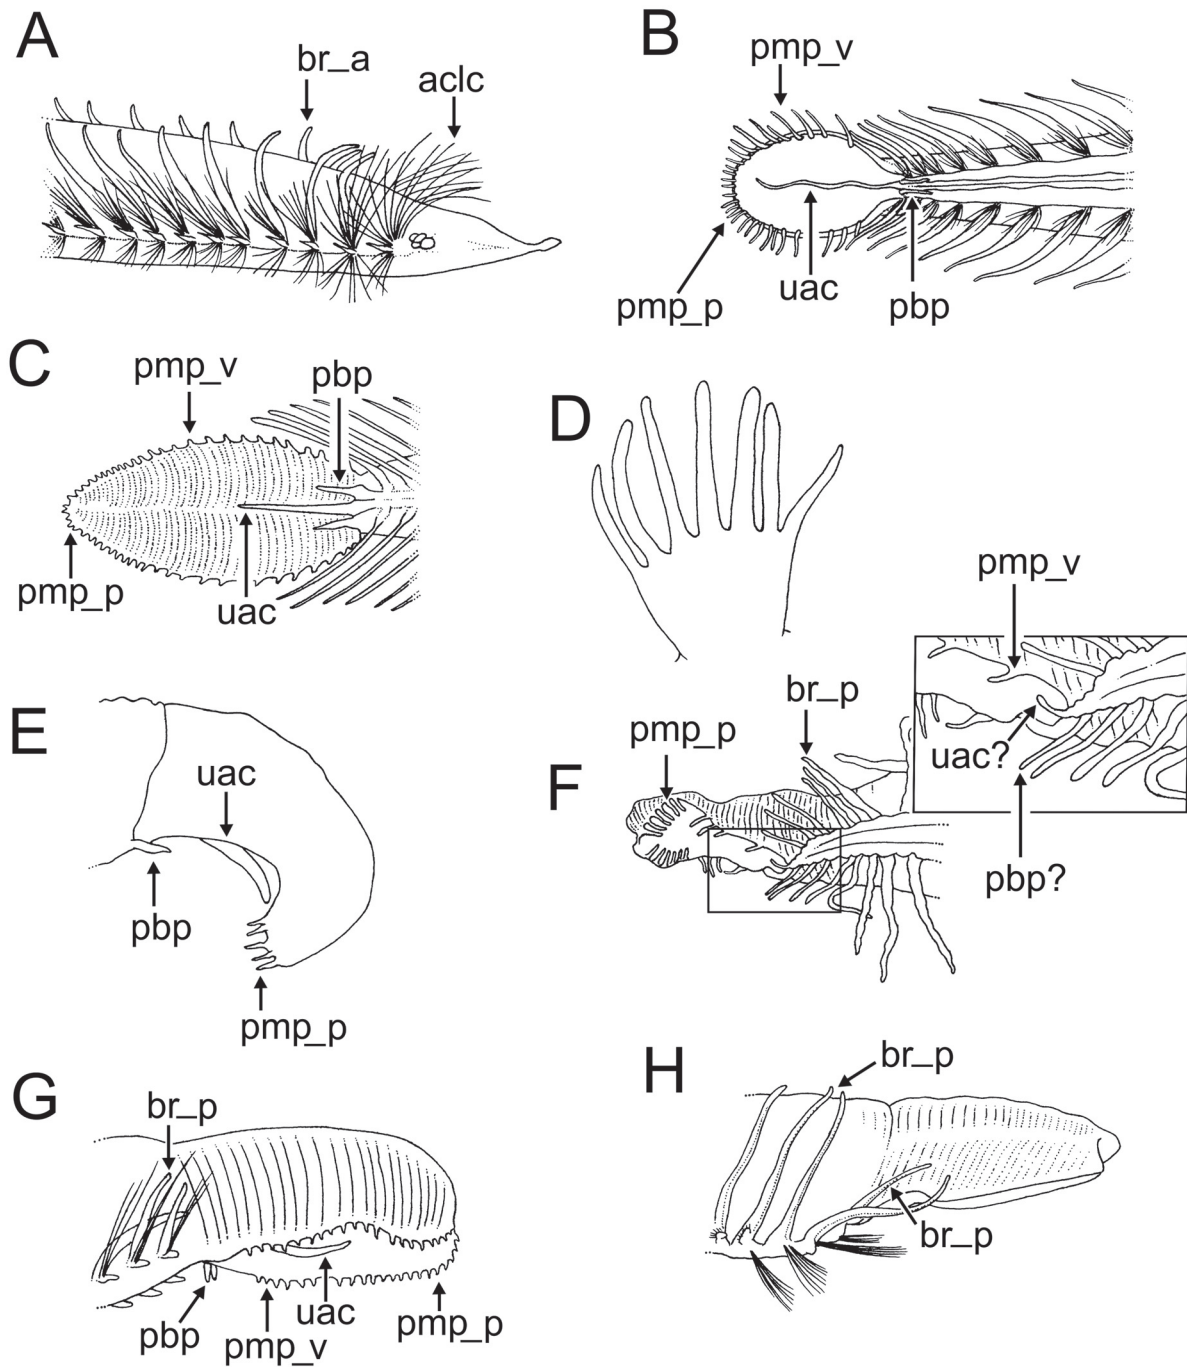 A
br_a
aclc
B
pmp_v
pmp_p
uac
pbp
C
pmp_v
pbp
pmp_p
uac
D
E
uac
pbp
pmp_p
F
pmp_p
br_p
pmp_v
uac?
pbp?
G
br_p
pbp
pmp_v
uac
pmp_p
H
br_p
br_p